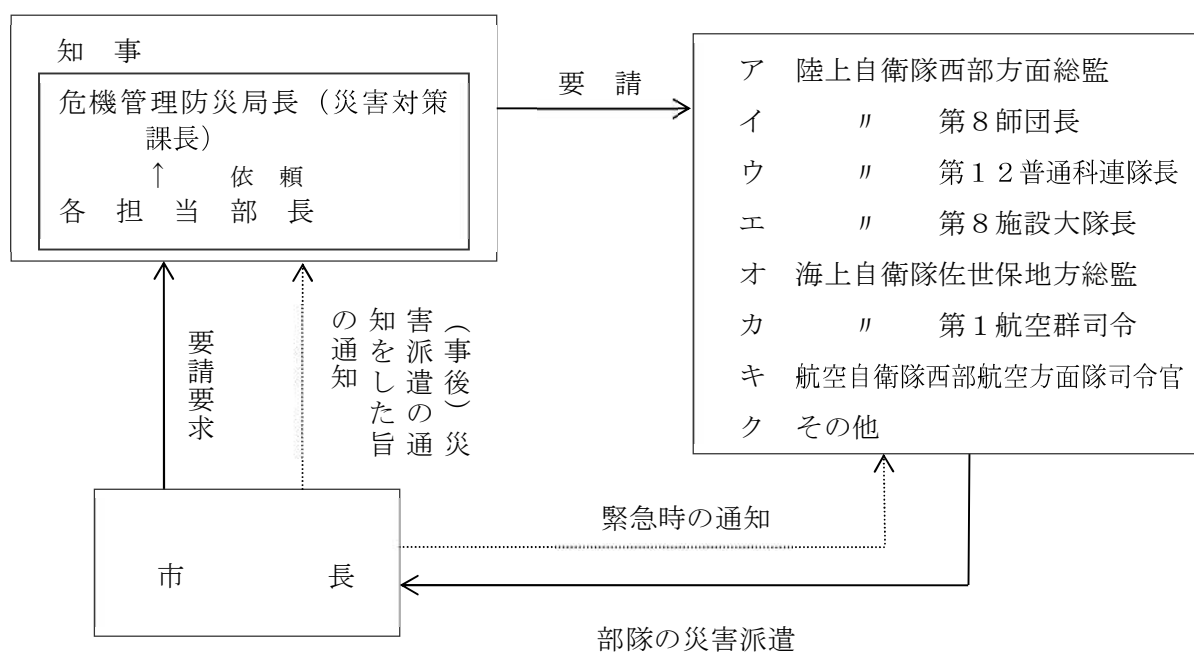 知　事
危機管理防災局長（災害対策
課長）
↑　依　頼
各　担　当　部　長
要　請
ア　陸上自衛隊西部方面総監
イ　〃　第８師団長
ウ　〃　第１２普通科連隊長
エ　〃　第８施設大隊長
オ　海上自衛隊佐世保地方総監
カ　〃　第１航空群司令
キ　航空自衛隊西部航空方面隊司令官
ク　その他
要請要求
（事後）災
害派遣の通
知をした旨
の通知
緊急時の通知
市　長
部隊の災害派遣